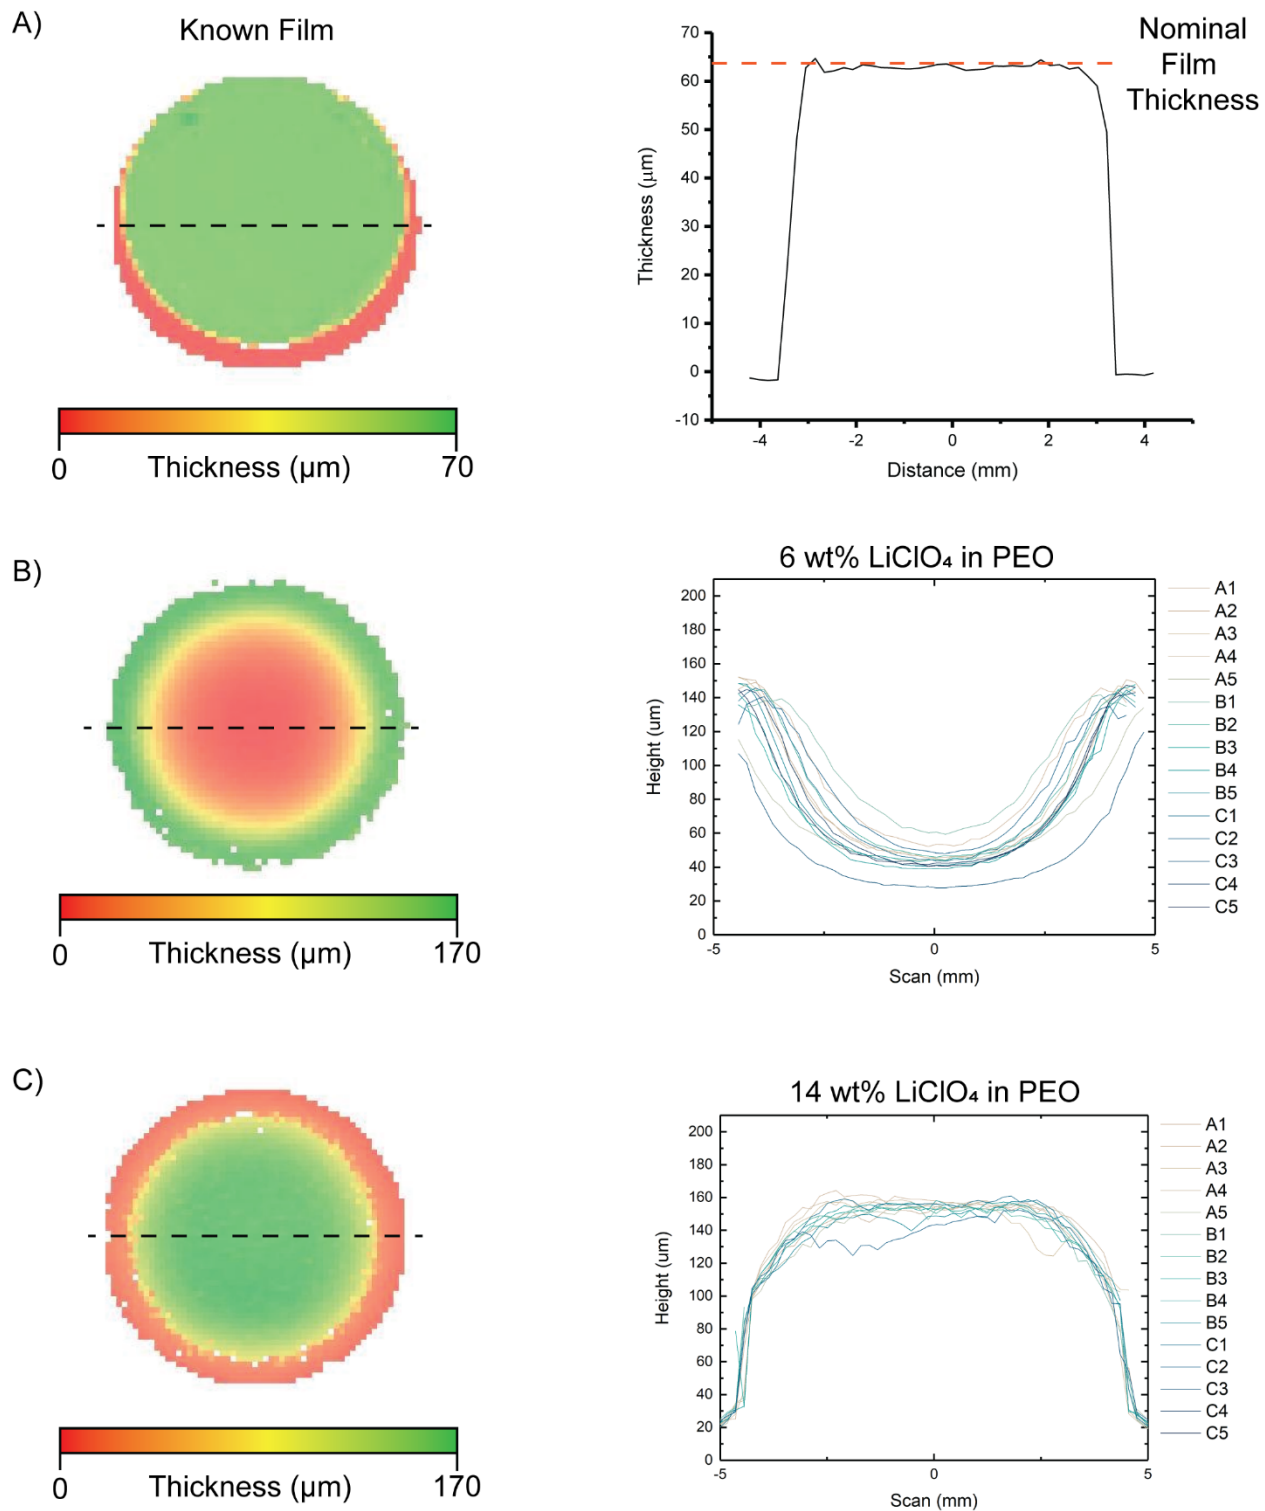 A)
Known Film
0
Thickness (µm)
70
70
60
50
40
30
20
10
0
-10
Thickness (µm)
-4
-2
0
2
4
Distance (mm)
Nominal
Film
Thickness
B)
0
Thickness (µm)
170
6 wt% LiClO₄ in PEO
200
180
160
140
120
100
80
60
40
20
0
Height (um)
-5
0
5
Scan (mm)
A1
A2
A3
A4
A5
B1
B2
B3
B4
B5
C1
C2
C3
C4
C5
C)
0
Thickness (µm)
170
14 wt% LiClO₄ in PEO
200
180
160
140
120
100
80
60
40
20
0
Height (um)
-5
0
5
Scan (mm)
A1
A2
A3
A4
A5
B1
B2
B3
B4
B5
C1
C2
C3
C4
C5